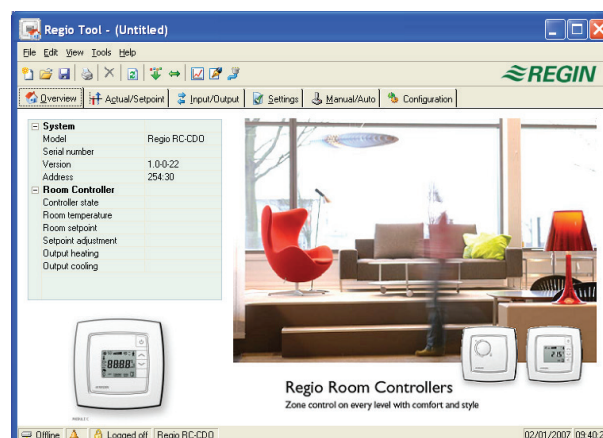 Regio Tool - (Untitled)
File Edit View Tools Help
REGIN
Overview Actual/Setpoint Input/Output Settings Manual/Auto Configuration
System
Model Regio RC-CDO
Serial number
Version 1.0-0-22
Address 254:30
Room Controller
Controller state
Room temperature
Room setpoint
Setpoint adjustment
Output heating
Output cooling
Regio Room Controllers
Zone control on every level with comfort and style
Offline Logged off Regio RC-CDO 02/01/2007 09:40:2